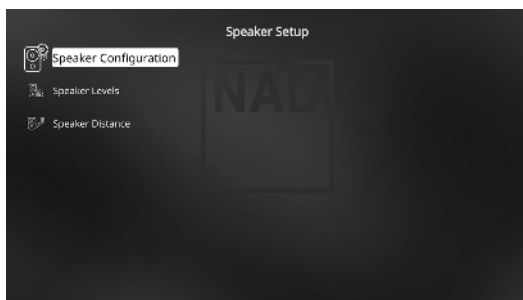 Speaker Setup
Speaker Configuration
NAD
Speaker Levels
Speaker Distance